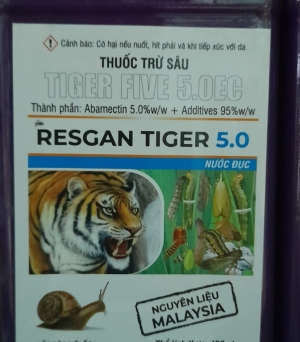 Cảnh báo: Có hại nếu nuốt, hít phải và khi tiếp xúc với da
THUỐC TRỪ SÂU
TIGER FIVE 5.0EC
Thành phần: Abamectin 5.0%w/w + Additives 95%w/w
RESGAN TIGER 5.0
NƯỚC ĐỤC
NGUYÊN LIỆU
MALAYSIA